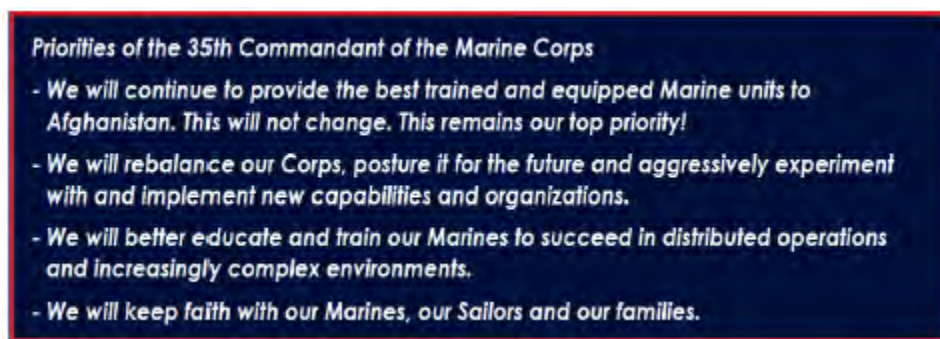 Priorities of the 35th Commandant of the Marine Corps
- We will continue to provide the best trained and equipped Marine units to
Afghanistan. This will not change. This remains our top priority!
- We will rebalance our Corps, posture it for the future and aggressively experiment
with and implement new capabilities and organizations.
- We will better educate and train our Marines to succeed in distributed operations
and increasingly complex environments.
- We will keep faith with our Marines, our Sailors and our families.